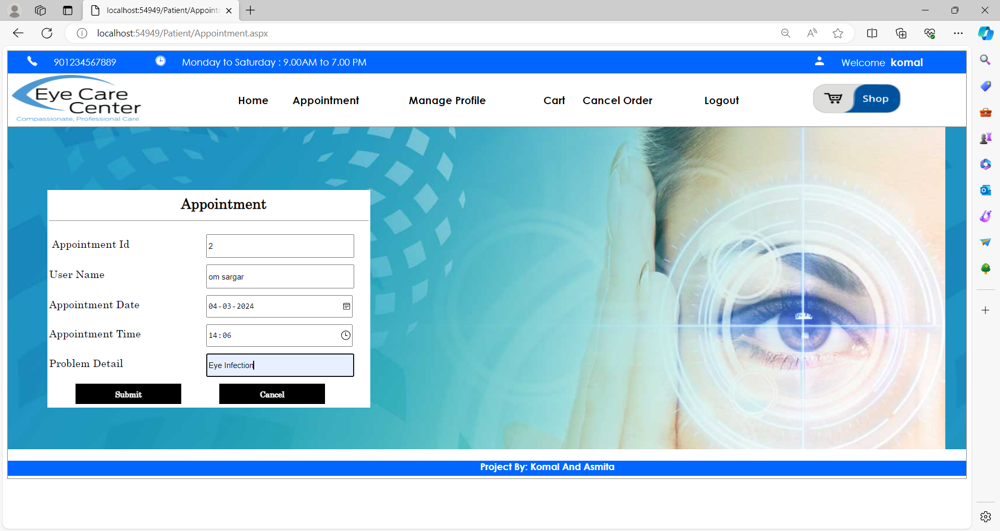 localhost:54949/Patient/Appoint
localhost:54949/Patient/Appointment.aspx
901234567889 Monday to Saturday : 9.00AM to 7.00 PM Welcome komal
Eye Care
Center
Compassionate, Professional Care
Home Appointment Manage Profile Cart Cancel Order Logout Shop
Appointment
Appointment Id 2
User Name om sargar
Appointment Date 04-03-2024
Appointment Time 14:06
Problem Detail Eye Infection
Submit Cancel
Project By: Komal And Asmita